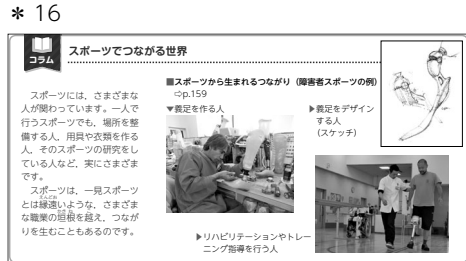 * 16
コラム
スポーツでつながる世界
スポーツには，さまざまな
人が関わっています。一人で
行うスポーツでも，場所を整
備する人，用具や衣類を作る
人，そのスポーツの研究をし
ている人など，実にさまざま
です。
スポーツは，一見スポーツ
とは縁遠いような，さまざま
な職業の垣根を越え，つなが
りを生むこともあるのです。
■スポーツから生まれるつながり（障害者スポーツの例）
⇨p.159
▼義足を作る人
▶義足をデザイン
する人
（スケッチ）
▶リハビリテーションやトレー
ニング指導を行う人